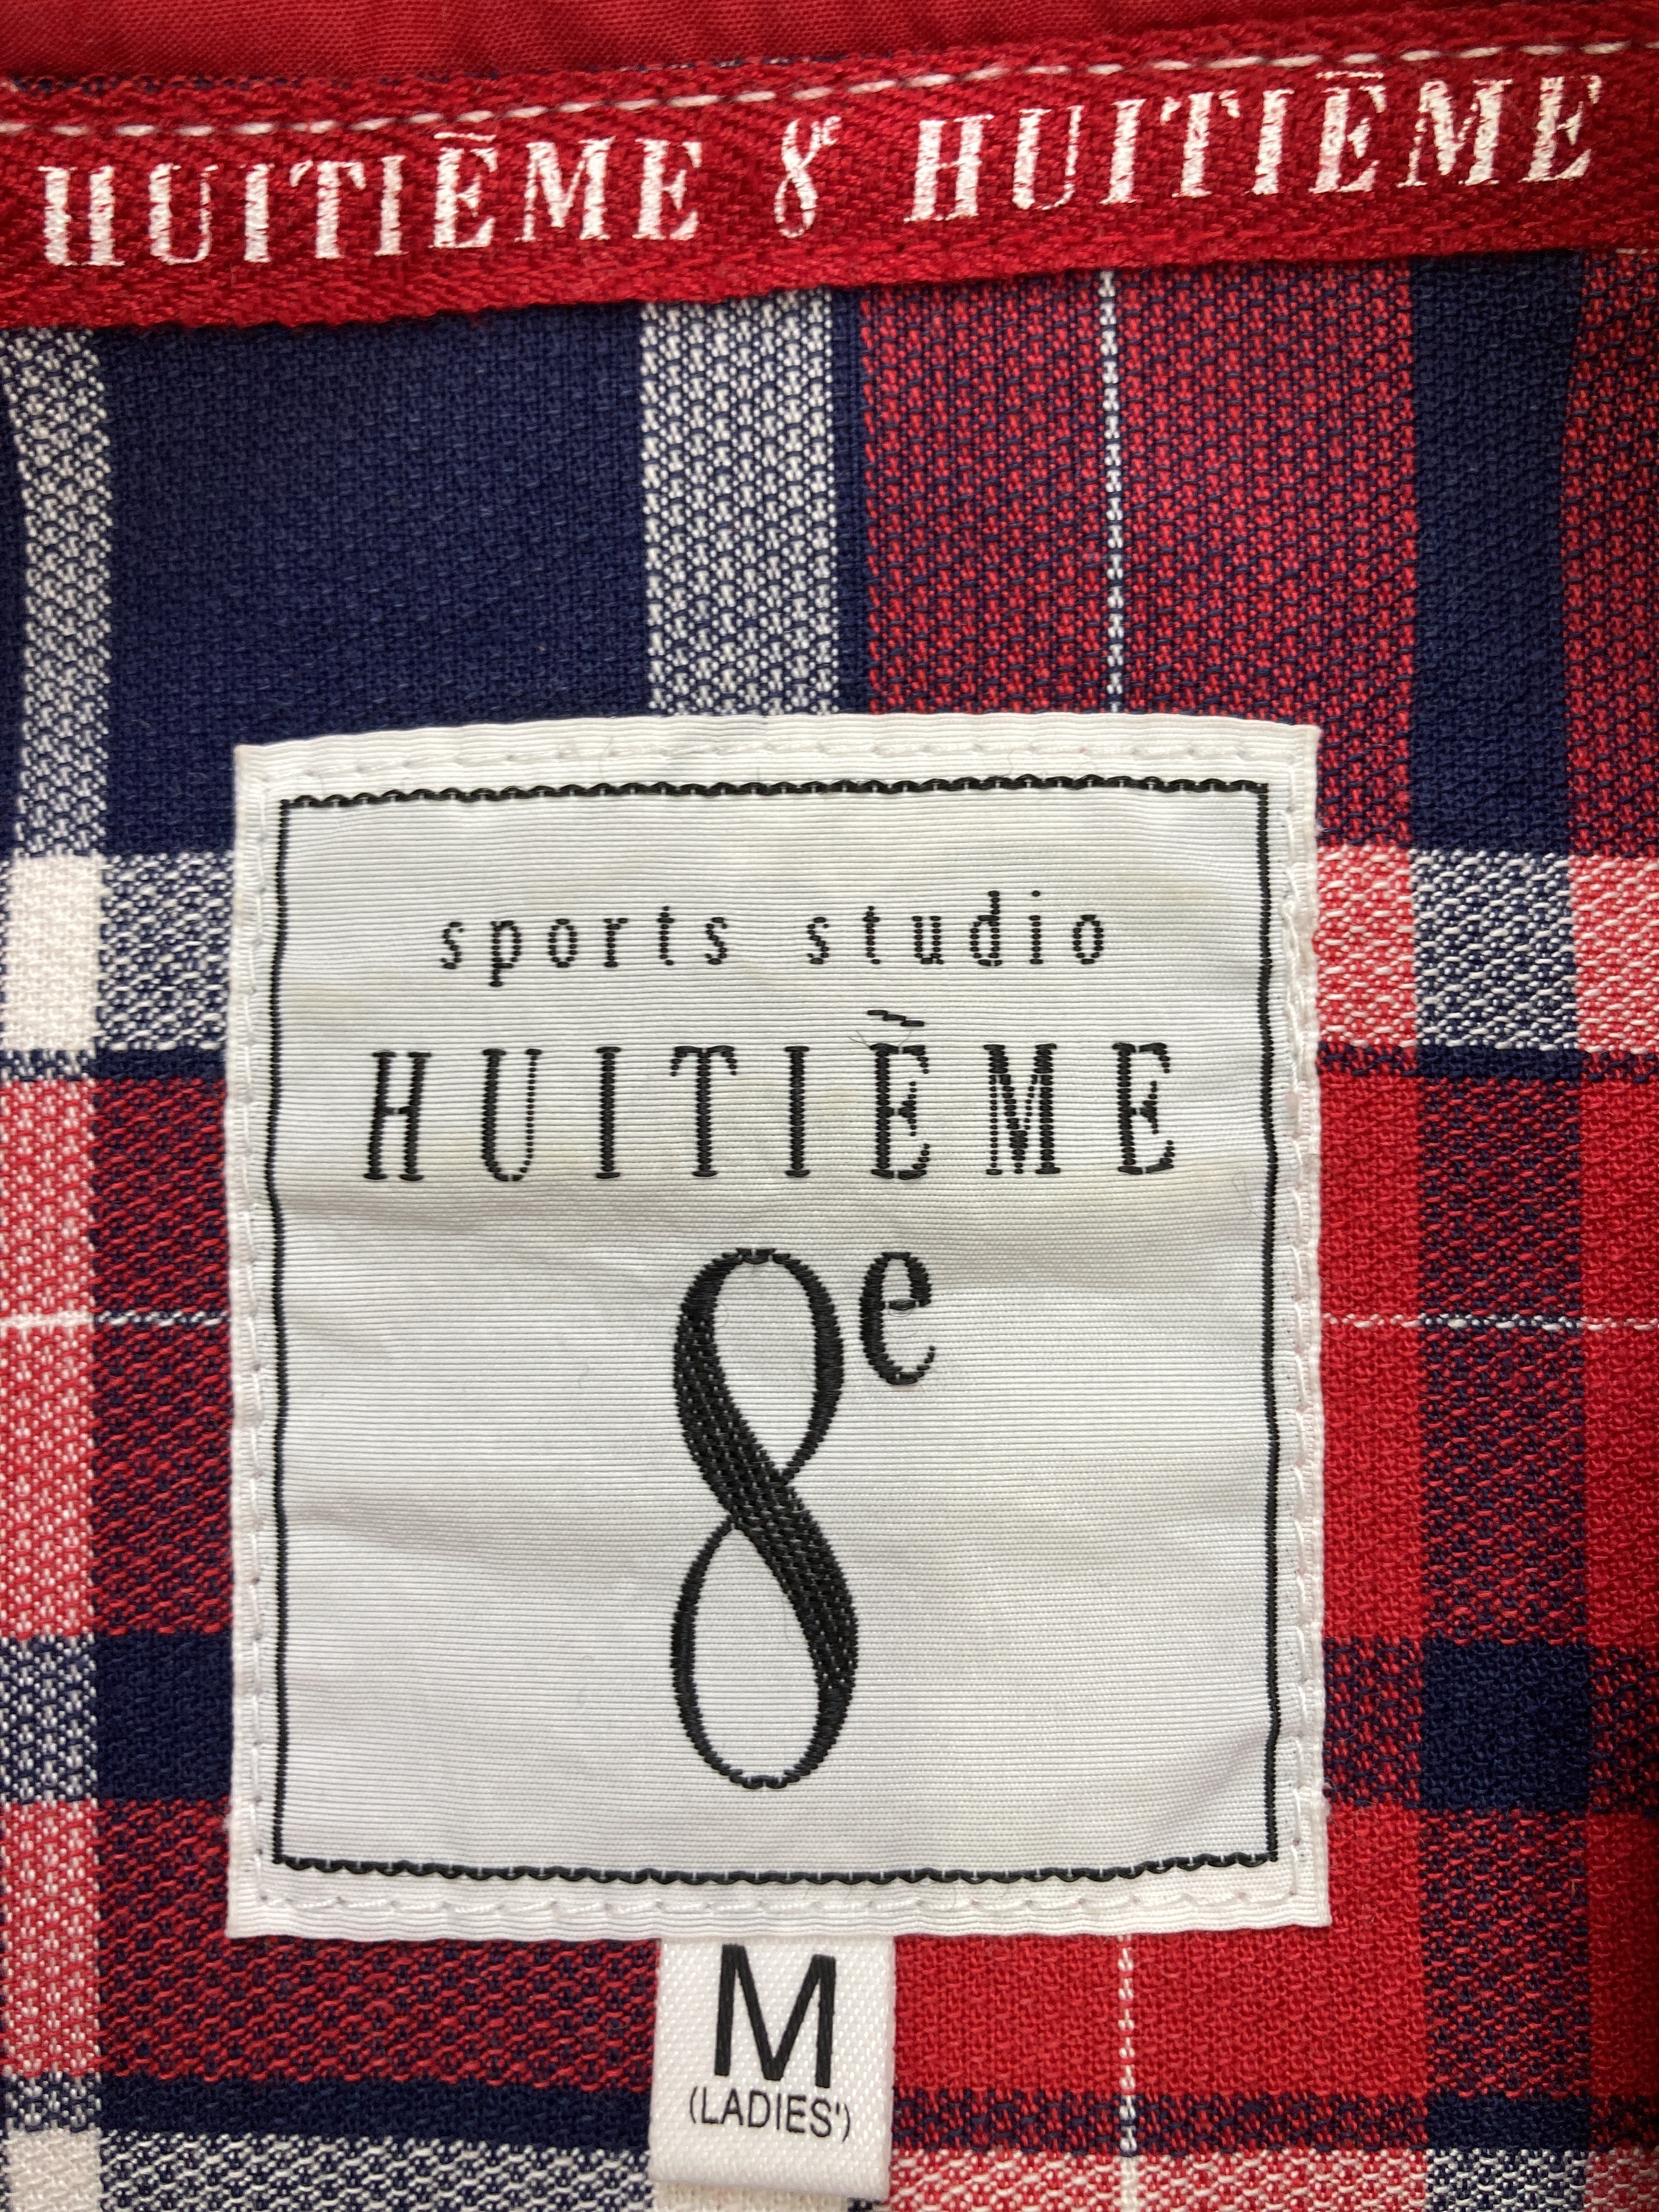 HUITIÈME 8e HUITIÈME
sports studio
HUITIÈME
8e
M
(LADIES')